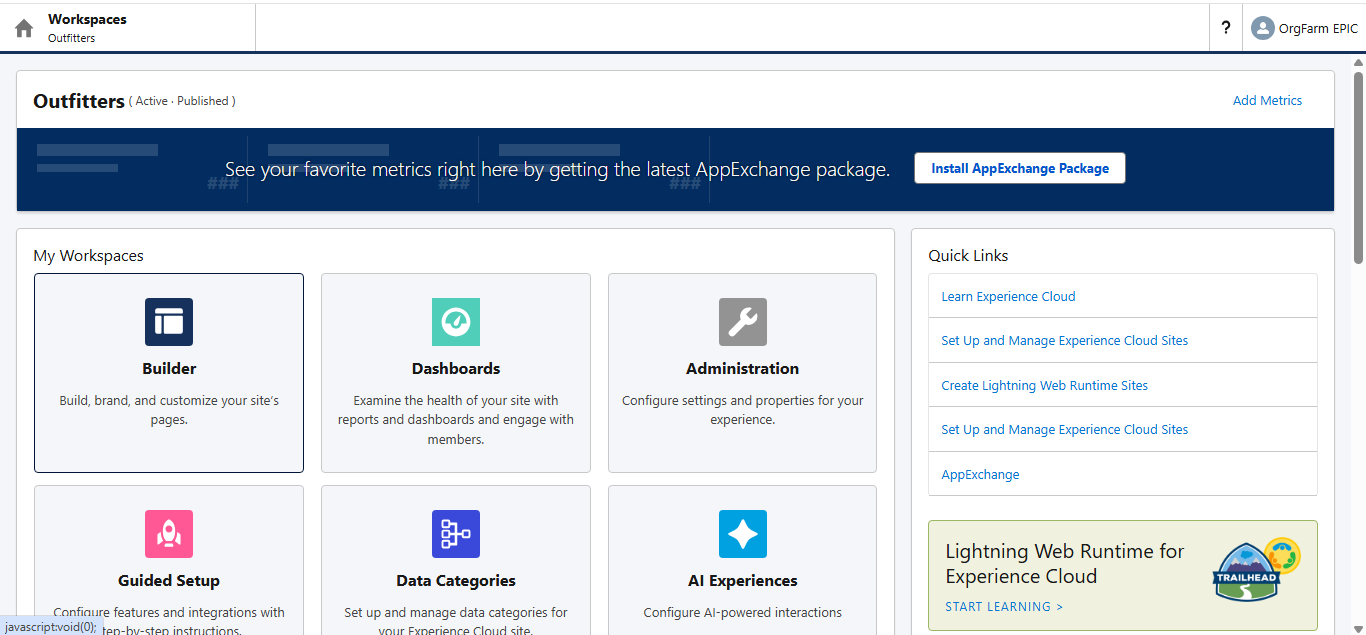 Workspaces
Outfitters
?
OrgFarm EPIC
Outfitters ( Active · Published )
Add Metrics
###
###
###
See your favorite metrics right here by getting the latest AppExchange package.
Install AppExchange Package
My Workspaces
Builder
Build, brand, and customize your site's
pages.
Dashboards
Examine the health of your site with
reports and dashboards and engage with
members.
Administration
Configure settings and properties for your
experience.
Guided Setup
Configure features and integrations with
step-by-step instructions.
Data Categories
Set up and manage data categories for
your Experience Cloud site.
AI Experiences
Configure AI-powered interactions
Quick Links
Learn Experience Cloud
Set Up and Manage Experience Cloud Sites
Create Lightning Web Runtime Sites
Set Up and Manage Experience Cloud Sites
AppExchange
Lightning Web Runtime for
Experience Cloud
START LEARNING >
TRAILHEAD
javascript:void(0);